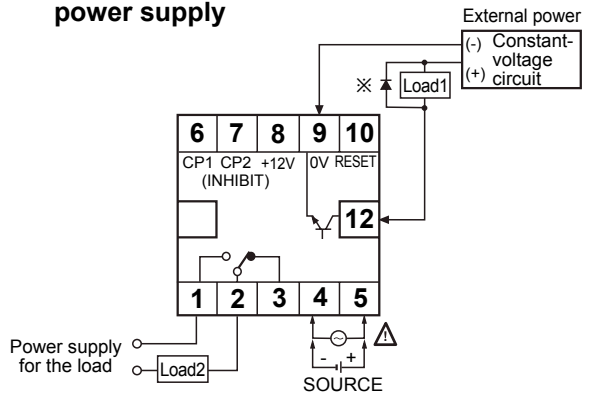 power supply
External power
(-) Constant-
voltage
(+) circuit
※ Load1
6 7 8 9 10
CP1 CP2 +12V 0V RESET
(INHIBIT)
12
1 2 3 4 5
Power supply
for the load
Load2
~
!
- +
SOURCE